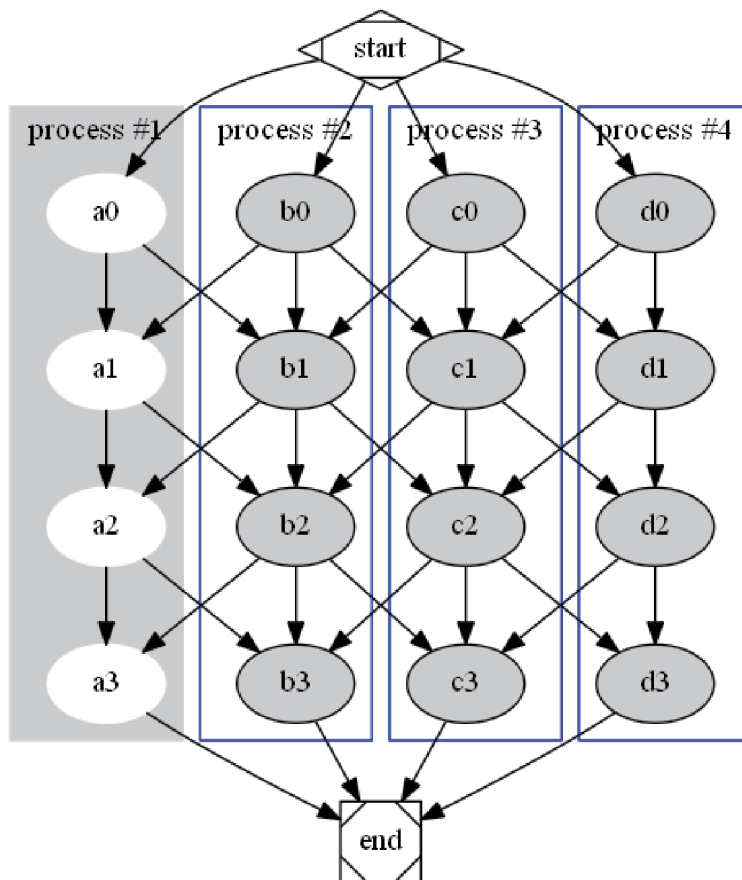 start
process #1 process #2 process #3 process #4
a0 b0 c0 d0
a1 b1 c1 d1
a2 b2 c2 d2
a3 b3 c3 d3
end